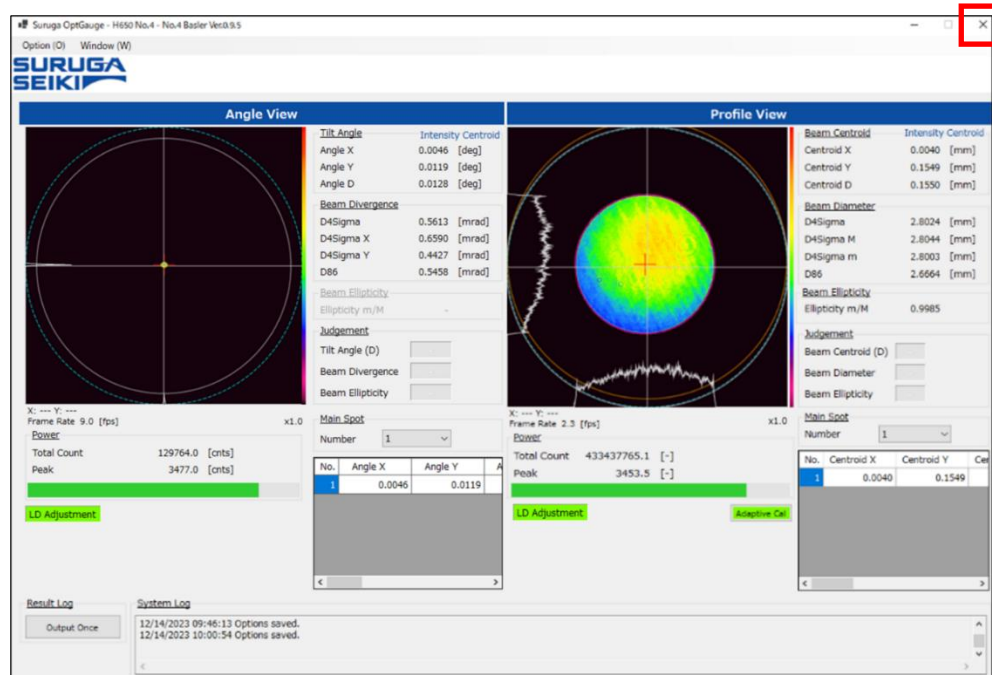 Suruga OptGauge - H650 No.4 - No.4 Basler Ver.0.9.5
Option (O) Window (W)
SURUGA
SEIKI
Angle View
Tilt Angle Intensity Centroid
Angle X 0.0046 [deg]
Angle Y 0.0119 [deg]
Angle D 0.0128 [deg]
Beam Divergence
D4Sigma 0.5613 [mrad]
D4Sigma X 0.6590 [mrad]
D4Sigma Y 0.4427 [mrad]
D86 0.5458 [mrad]
Beam Ellipticity
Ellipticity m/M -
Judgement
Tilt Angle (D)
Beam Divergence
Beam Ellipticity
X: --- Y: ---
Frame Rate 9.0 [fps] x1.0
Power
Total Count 129764.0 [cnts]
Peak 3477.0 [cnts]
LD Adjustment
Main Spot
Number 1
No. Angle X Angle Y A
1 0.0046 0.0119
Profile View
Beam Centroid Intensity Centroid
Centroid X 0.0040 [mm]
Centroid Y 0.1549 [mm]
Centroid D 0.1550 [mm]
Beam Diameter
D4Sigma 2.8024 [mm]
D4Sigma M 2.8044 [mm]
D4Sigma m 2.8003 [mm]
D86 2.6664 [mm]
Beam Ellipticity
Ellipticity m/M 0.9985
Judgement
Beam Centroid (D)
Beam Diameter
Beam Ellipticity
X: --- Y: ---
Frame Rate 2.3 [fps] x1.0
Power
Total Count 433437765.1 [-]
Peak 3453.5 [-]
LD Adjustment
Adaptive Cal
Main Spot
Number 1
No. Centroid X Centroid Y Cer
1 0.0040 0.1549
Result Log
Output Once
System Log
12/14/2023 09:46:13 Options saved.
12/14/2023 10:00:54 Options saved.